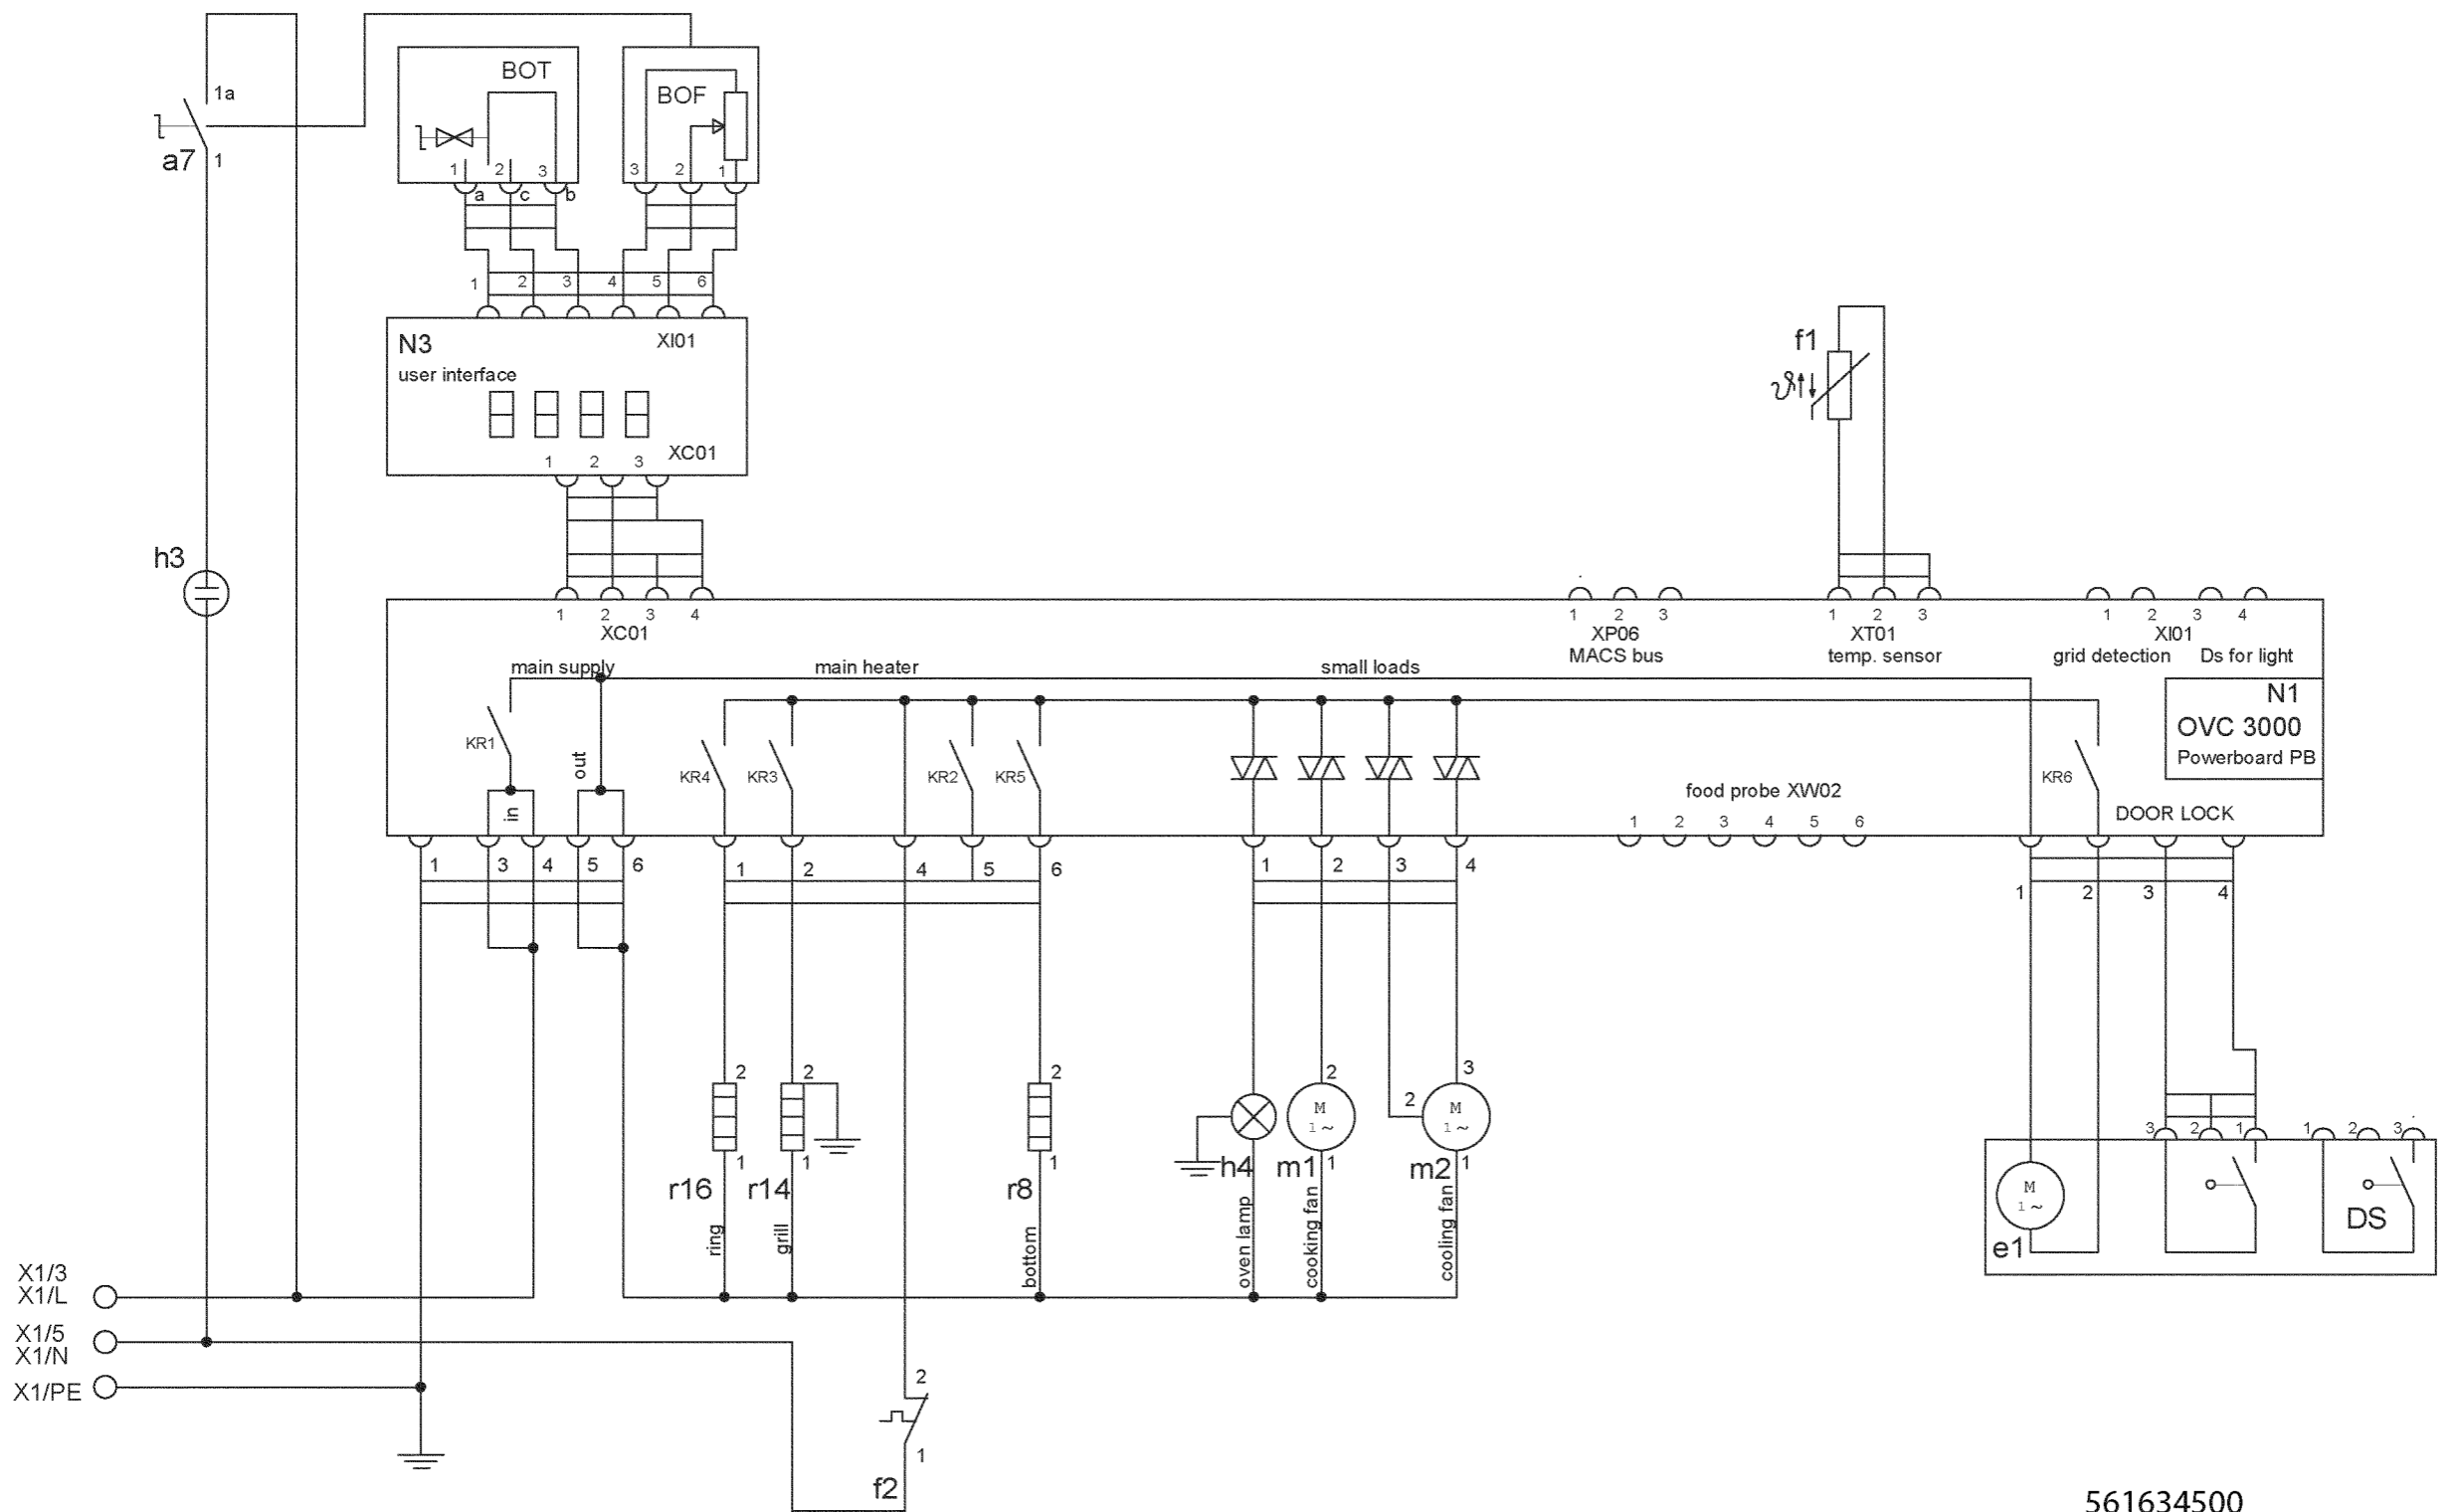 1a
a7
1
BOT
1 2 3
a c b
BOF
3 2 1
1 2 3 4 5 6
N3
XI01
user interface
XC01
1 2 3
f1
ϑ
h3
1 2 3 4
XC01
1 2 3
XP06
MACS bus
1 2 3
XT01
temp. sensor
1 2 3 4
XI01
grid detection Ds for light
main supply
main heater
small loads
N1
OVC 3000
Powerboard PB
KR1
in
out
KR4
KR3
KR2
KR5
KR6
food probe XW02
1 2 3 4 5 6
DOOR LOCK
1 3 4 5 6
1 2 4 5 6
1 2 3 4
1 2 3 4
2
1
r16
ring
2
1
r14
grill
2
1
r8
bottom
h4
oven lamp
2
M
1~
m1
1
cooking fan
3
2
M
1~
m2
1
cooling fan
3 2 1
1 2 3
M
1~
e1
DS
X1/3
X1/L
X1/5
X1/N
X1/PE
2
1
f2
561634500